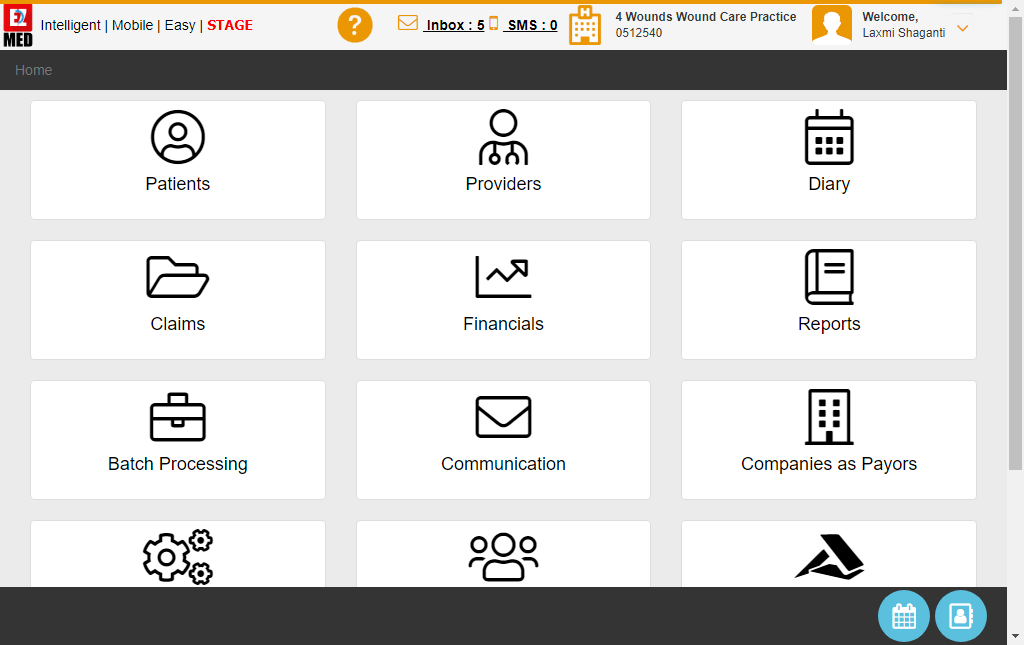 EZ
MED
Intelligent | Mobile | Easy | STAGE
?
Inbox : 5
SMS : 0
H
4 Wounds Wound Care Practice
0512540
Welcome,
Laxmi Shaganti
Home
Patients
Providers
Diary
Claims
Financials
Reports
Batch Processing
Communication
Companies as Payors